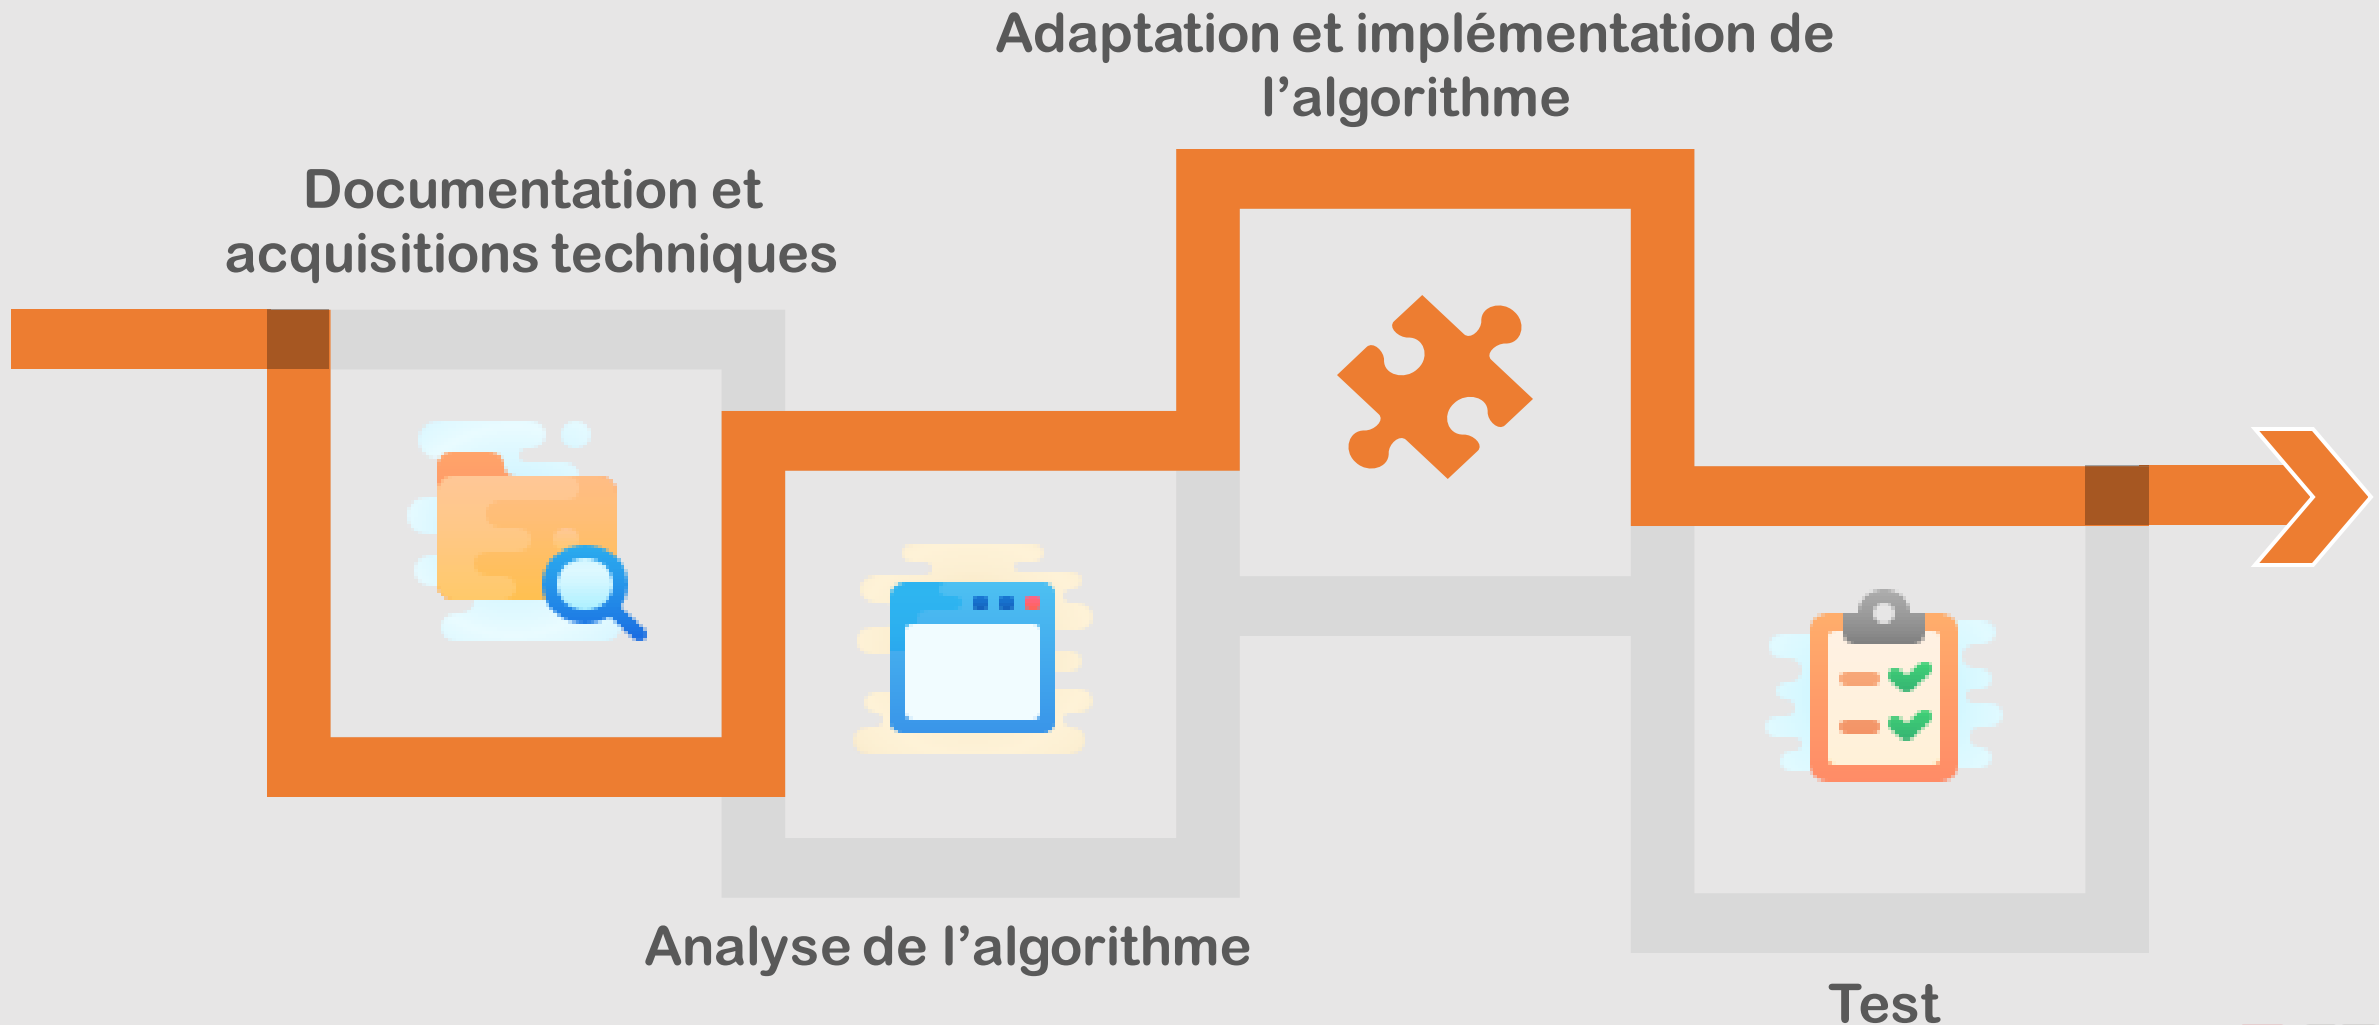 Documentation et
acquisitions techniques
Analyse de l’algorithme
Adaptation et implémentation de
l’algorithme
Test